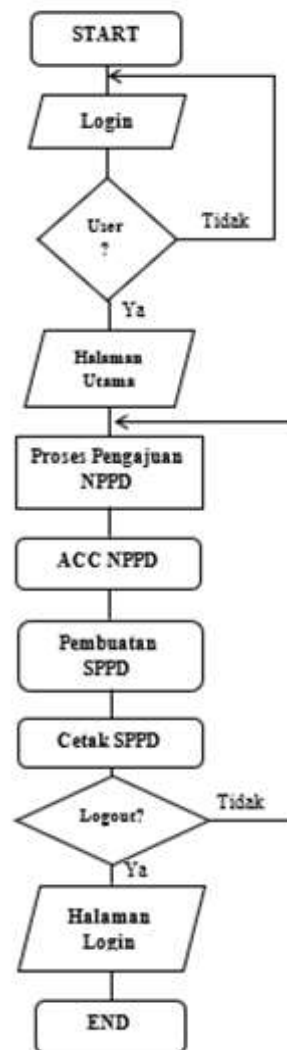 START
Login
User
?
Tidak
Ya
Halaman
Utama
Proses Pengajuan
NPPD
ACC NPPD
Pembuatan
SPPD
Cetak SPPD
Logout?
Tidak
Ya
Halaman
Login
END